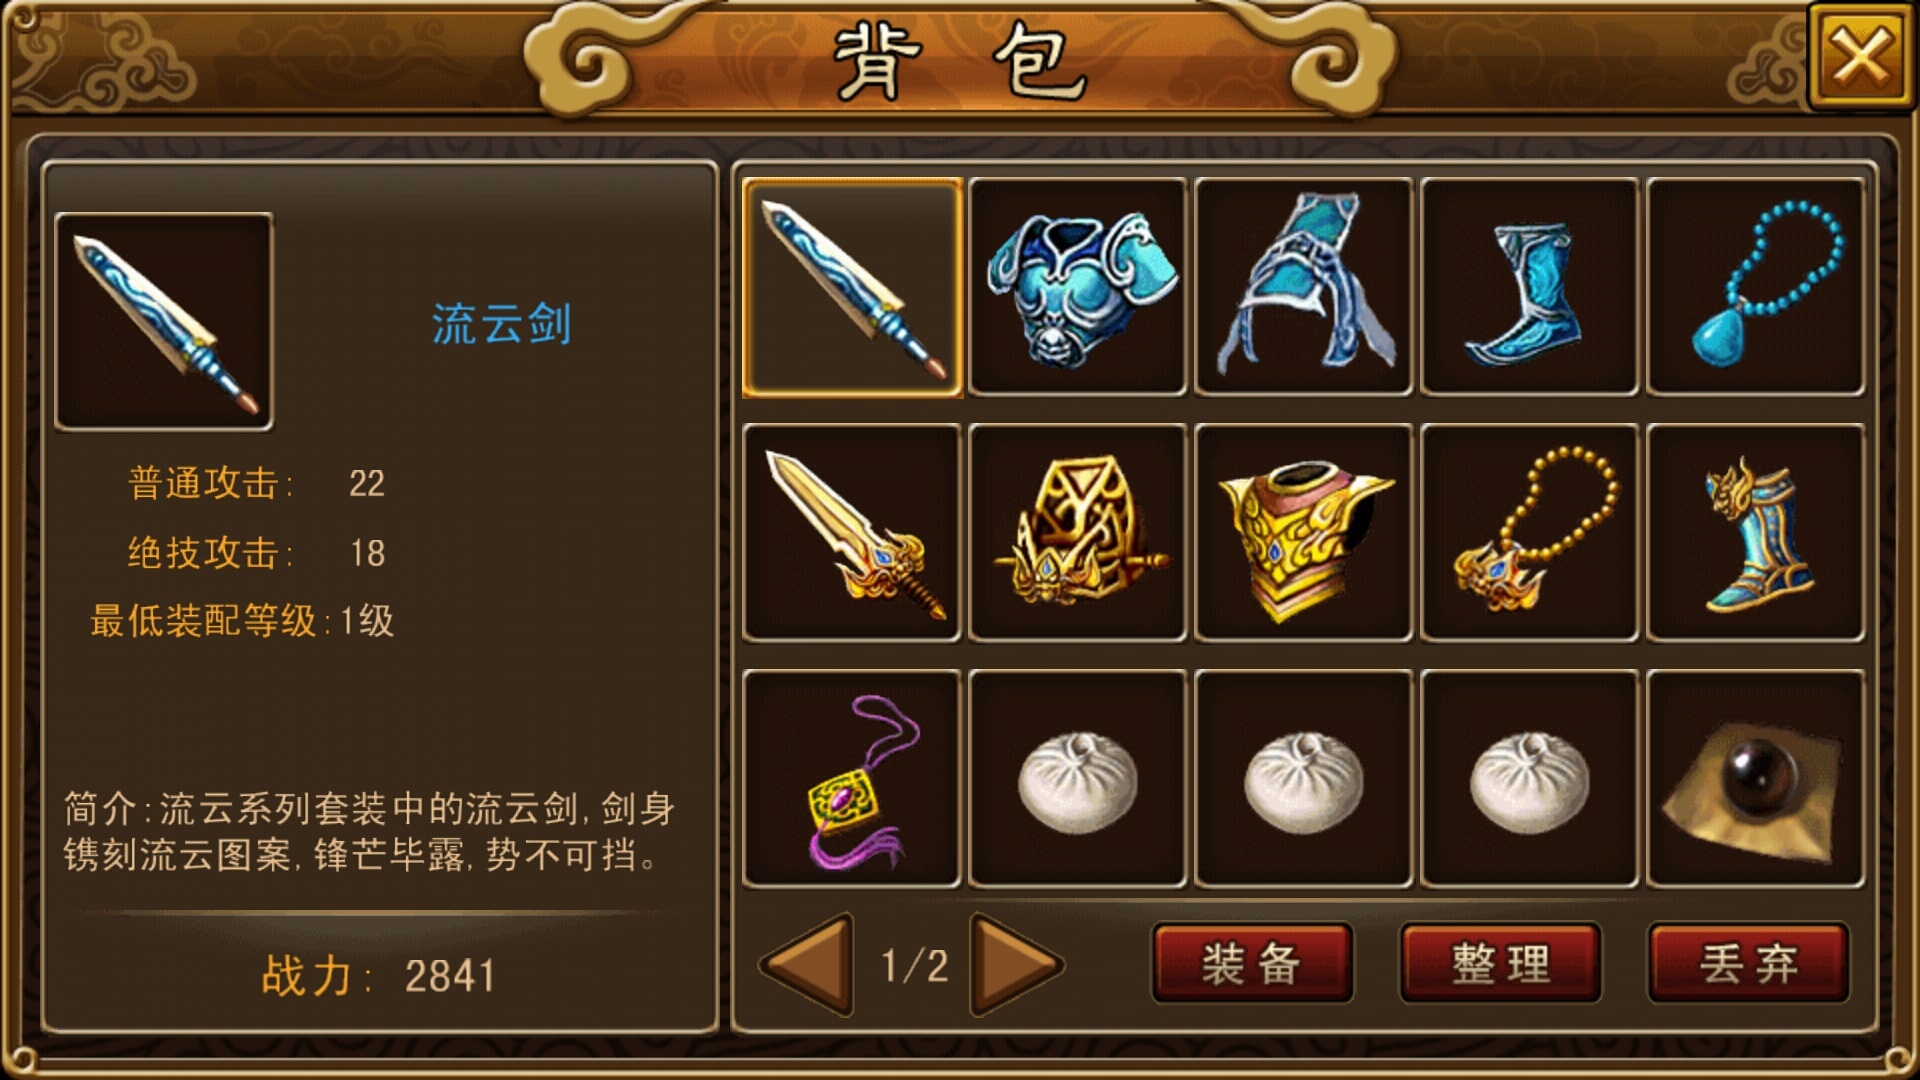 背包
流云剑
普通攻击: 22
绝技攻击: 18
最低装配等级:1级
简介:流云系列套装中的流云剑,剑身
镌刻流云图案,锋芒毕露,势不可挡。
战力: 2841
1/2
装备
整理
丢弃